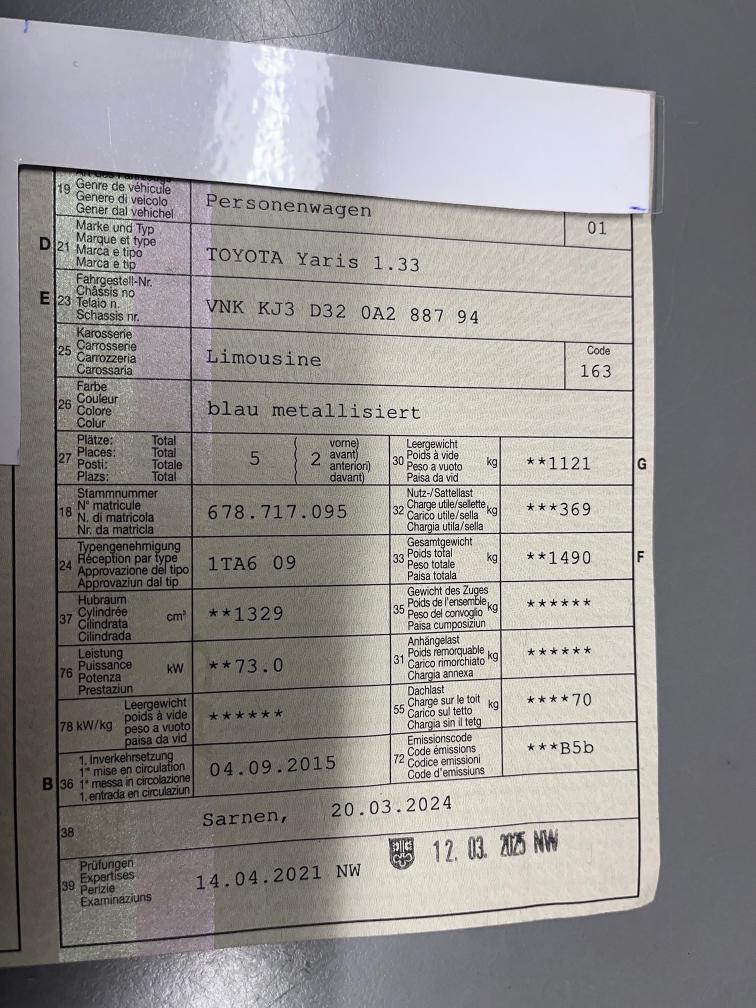 19 Genre de véhicule
Genere di veicolo
Gener dal vehichel
Personenwagen
01
D 21 Marke und Typ
Marque et type
Marca e tipo
Marca e tip
TOYOTA Yaris 1.33
E 23 Fahrgestell-Nr.
Châssis no
Telaio n.
Schassis nr.
VNK KJ3 D32 0A2 887 94
25 Karosserie
Carrosserie
Carrozzeria
Carossaria
Limousine
Code
163
26 Farbe
Couleur
Colore
Colur
blau metallisiert
27 Plätze: Total
Places: Total
Posti: Totale
Plazs: Total
5 ( 2 vorne)
avant)
anteriori)
davant)
30 Leergewicht
Poids à vide
Peso a vuoto
Paisa da vid
kg
**1121
G
18 Stammnummer
N° matricule
N. di matricola
Nr. da matricla
678.717.095
32 Nutz-/Sattellast
Charge utile/sellette
Carico utile/sella
Chargia utila/sella
kg
***369
24 Typengenehmigung
Réception par type
Approvazione del tipo
Approvaziun dal tip
1TA6 09
33 Gesamtgewicht
Poids total
Peso totale
Paisa totala
kg
**1490
F
37 Hubraum
Cylindrée
Cilindrata
Cilindrada
cm³
**1329
35 Gewicht des Zuges
Poids de l'ensemble
Peso del convoglio
Paisa cumposiziun
kg
******
76 Leistung
Puissance
Potenza
Prestaziun
kW
**73.0
31 Anhängelast
Poids remorquable
Carico rimorchiato
Chargia annexa
kg
******
78 kW/kg
Leergewicht
poids à vide
peso a vuoto
paisa da vid
******
55 Dachlast
Charge sur le toit
Carico sul tetto
Chargia sin il tetg
kg
****70
B 36 1. Inverkehrsetzung
1re mise en circulation
1a messa in circolazione
1. entrada en circulaziun
04.09.2015
72 Emissionscode
Code émissions
Codice emissioni
Code d'emissiuns
***B5b
38
Sarnen, 20.03.2024
39 Prüfungen
Expertises
Perizie
Examinaziuns
14.04.2021 NW
12. 03. 2025 NW